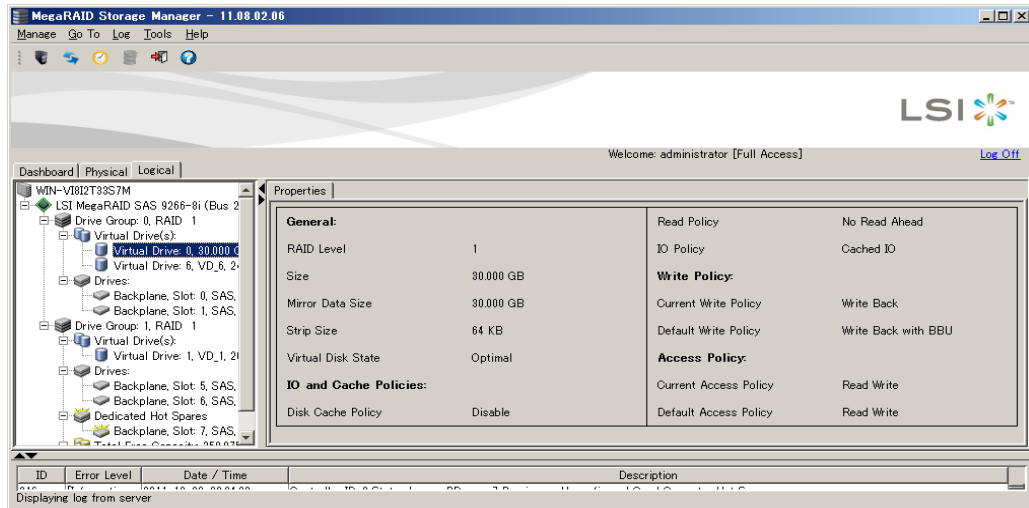 MegaRAID Storage Manager - 11.08.02.06
Manage Go To Log Tools Help
LSI
Welcome: administrator [Full Access]
Log Off
Dashboard Physical Logical
WIN-VI8I2T33S7M
LSI MegaRAID SAS 9266-8i (Bus 2
Drive Group: 0, RAID 1
Virtual Drive(s):
Virtual Drive: 0, 30.000
Virtual Drive: 6, VD_6,
Drives:
Backplane, Slot: 0, SAS,
Backplane, Slot: 1, SAS,
Drive Group: 1, RAID 1
Virtual Drive(s):
Virtual Drive: 1, VD_1,
Drives:
Backplane, Slot: 5, SAS,
Backplane, Slot: 6, SAS,
Dedicated Hot Spares
Backplane, Slot: 7, SAS,
Properties
General:
RAID Level 1
Size 30.000 GB
Mirror Data Size 30.000 GB
Strip Size 64 KB
Virtual Disk State Optimal
IO and Cache Policies:
Disk Cache Policy Disable
Read Policy No Read Ahead
IO Policy Cached IO
Write Policy:
Current Write Policy Write Back
Default Write Policy Write Back with BBU
Access Policy:
Current Access Policy Read Write
Default Access Policy Read Write
ID Error Level Date / Time Description
Displaying log from server